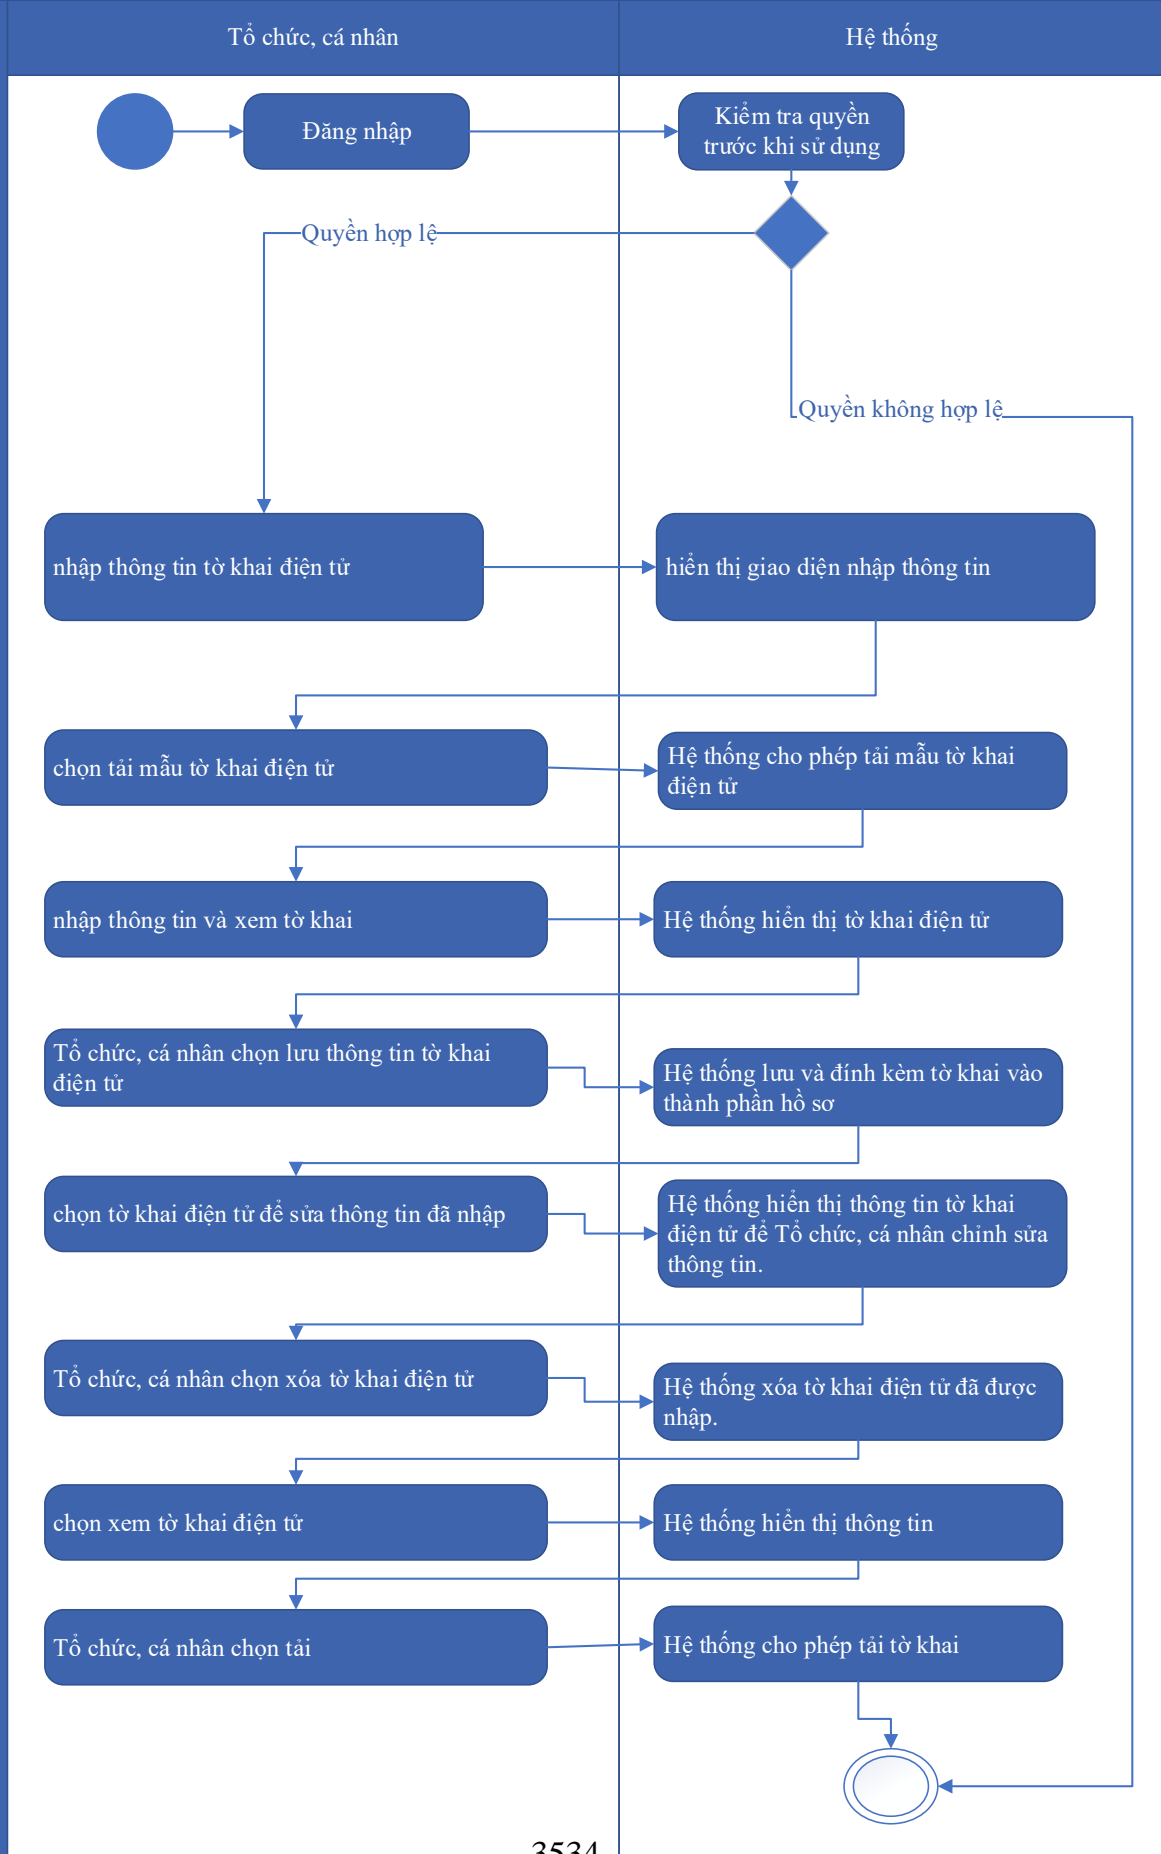 Tổ chức, cá nhân
Hệ thống
Đăng nhập
Kiểm tra quyền
trước khi sử dụng
Quyền hợp lệ
Quyền không hợp lệ
nhập thông tin tờ khai điện tử
hiển thị giao diện nhập thông tin
chọn tải mẫu tờ khai điện tử
Hệ thống cho phép tải mẫu tờ khai
điện tử
nhập thông tin và xem tờ khai
Hệ thống hiển thị tờ khai điện tử
Tổ chức, cá nhân chọn lưu thông tin tờ khai
điện tử
Hệ thống lưu và đính kèm tờ khai vào
thành phần hồ sơ
chọn tờ khai điện tử để sửa thông tin đã nhập
Hệ thống hiển thị thông tin tờ khai
điện tử để Tổ chức, cá nhân chỉnh sửa
thông tin.
Tổ chức, cá nhân chọn xóa tờ khai điện tử
Hệ thống xóa tờ khai điện tử đã được
nhập.
chọn xem tờ khai điện tử
Hệ thống hiển thị thông tin
Tổ chức, cá nhân chọn tải
Hệ thống cho phép tải tờ khai
3534